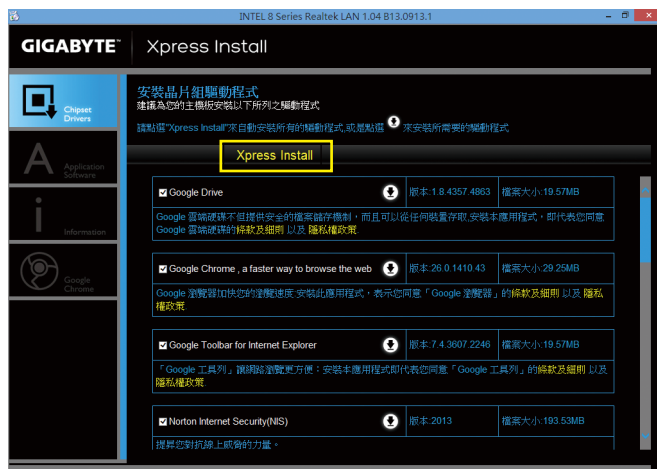 INTEL 8 Series Realtek LAN 1.04 B13.0913.1
GIGABYTE™
Xpress Install
Chipset
Drivers
Application
Software
Information
Google
Chrome
安裝晶片組驅動程式
建議為您的主機板安裝以下所列之驅動程式
請點選"Xpress Install"來自動安裝所有的驅動程式,或是點選 來安裝所需要的驅動程式
Xpress Install
Google Drive 版本:1.8.4357.4863 檔案大小:19.57MB
Google 雲端硬碟不但提供安全的檔案儲存機制，而且可以從任何裝置存取,安裝本應用程式，即代表您同意
Google 雲端硬碟的條款及細則 以及 隱私權政策.
Google Chrome , a faster way to browse the web 版本:26.0.1410.43 檔案大小:29.25MB
Google 瀏覽器加快您的瀏覽速度.安裝此應用程式，表示您同意「Google 瀏覽器」的條款及細則 以及 隱私
權政策.
Google Toolbar for Internet Explorer 版本:7.4.3607.2246 檔案大小:19.57MB
「Google 工具列」讓網路瀏覽更方便：安裝本應用程式即代表您同意「Google 工具列」的條款及細則 以及
隱私權政策.
Norton Internet Security(NIS) 版本:2013 檔案大小:193.53MB
提昇您對抗線上威脅的力量。